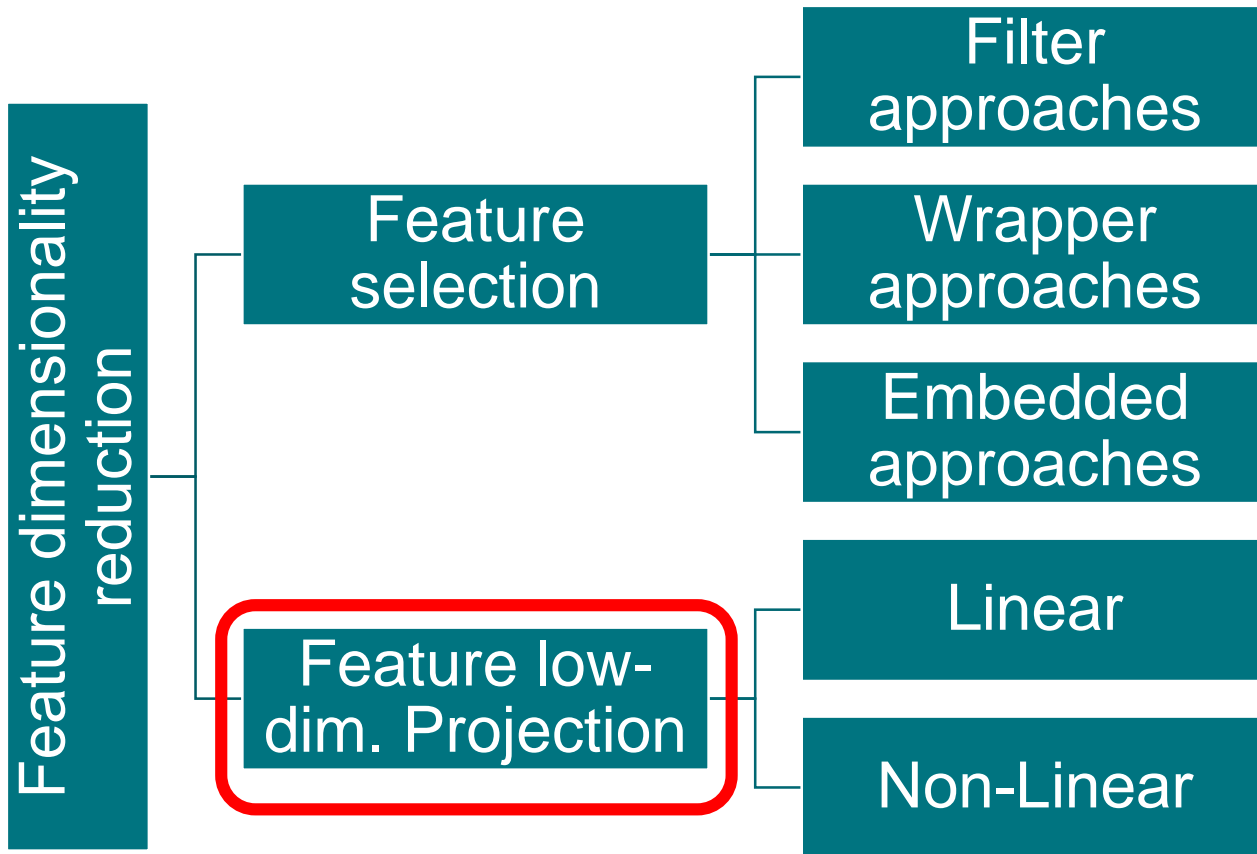 Feature dimensionality
reduction
Feature
selection
Filter
approaches
Wrapper
approaches
Embedded
approaches
Feature low-
dim. Projection
Linear
Non-Linear